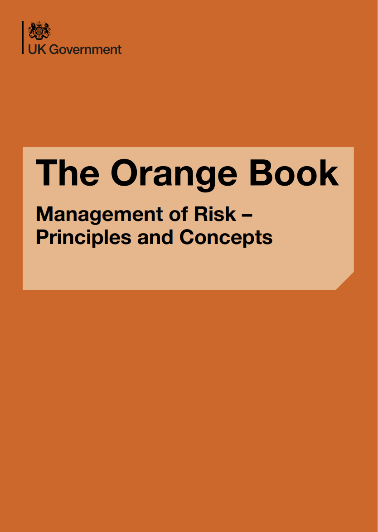 UK Government
The Orange Book
Management of Risk –
Principles and Concepts